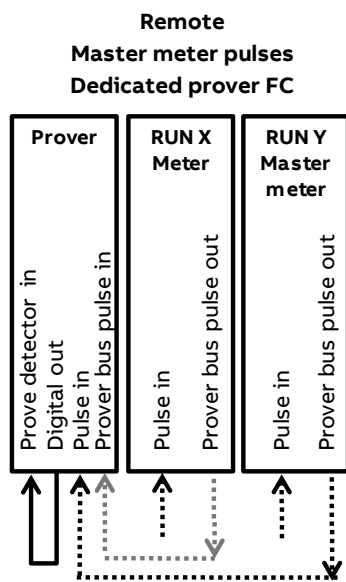 Remote
Master meter pulses
Dedicated prover FC
Prover
Prove detector in
Digital out
Pulse in
Prover bus pulse in
RUN X
Meter
Pulse in
Prover bus pulse out
RUN Y
Master
meter
Pulse in
Prover bus pulse out